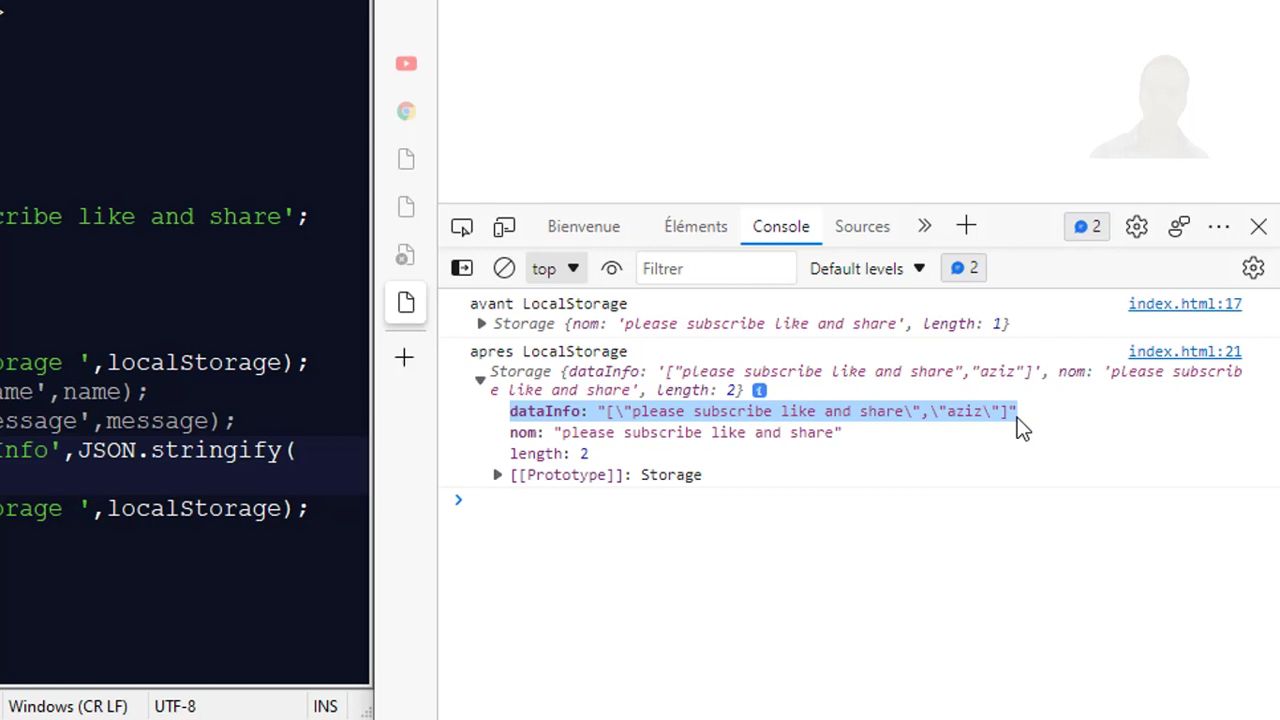 cribe like and share';
orage ',localStorage);
ame',name);
essage',message);
Info',JSON.stringify(
orage ',localStorage);
Windows (CR LF) UTF-8 INS
Bienvenue Éléments Console Sources 2
top Filtrer Default levels 2
avant LocalStorage index.html:17
Storage {nom: 'please subscribe like and share', length: 1}
apres LocalStorage index.html:21
Storage {dataInfo: '["please subscribe like and share","aziz"]', nom: 'please subscrib
e like and share', length: 2}
dataInfo: "[\"please subscribe like and share\",\"aziz\"]"
nom: "please subscribe like and share"
length: 2
[[Prototype]]: Storage